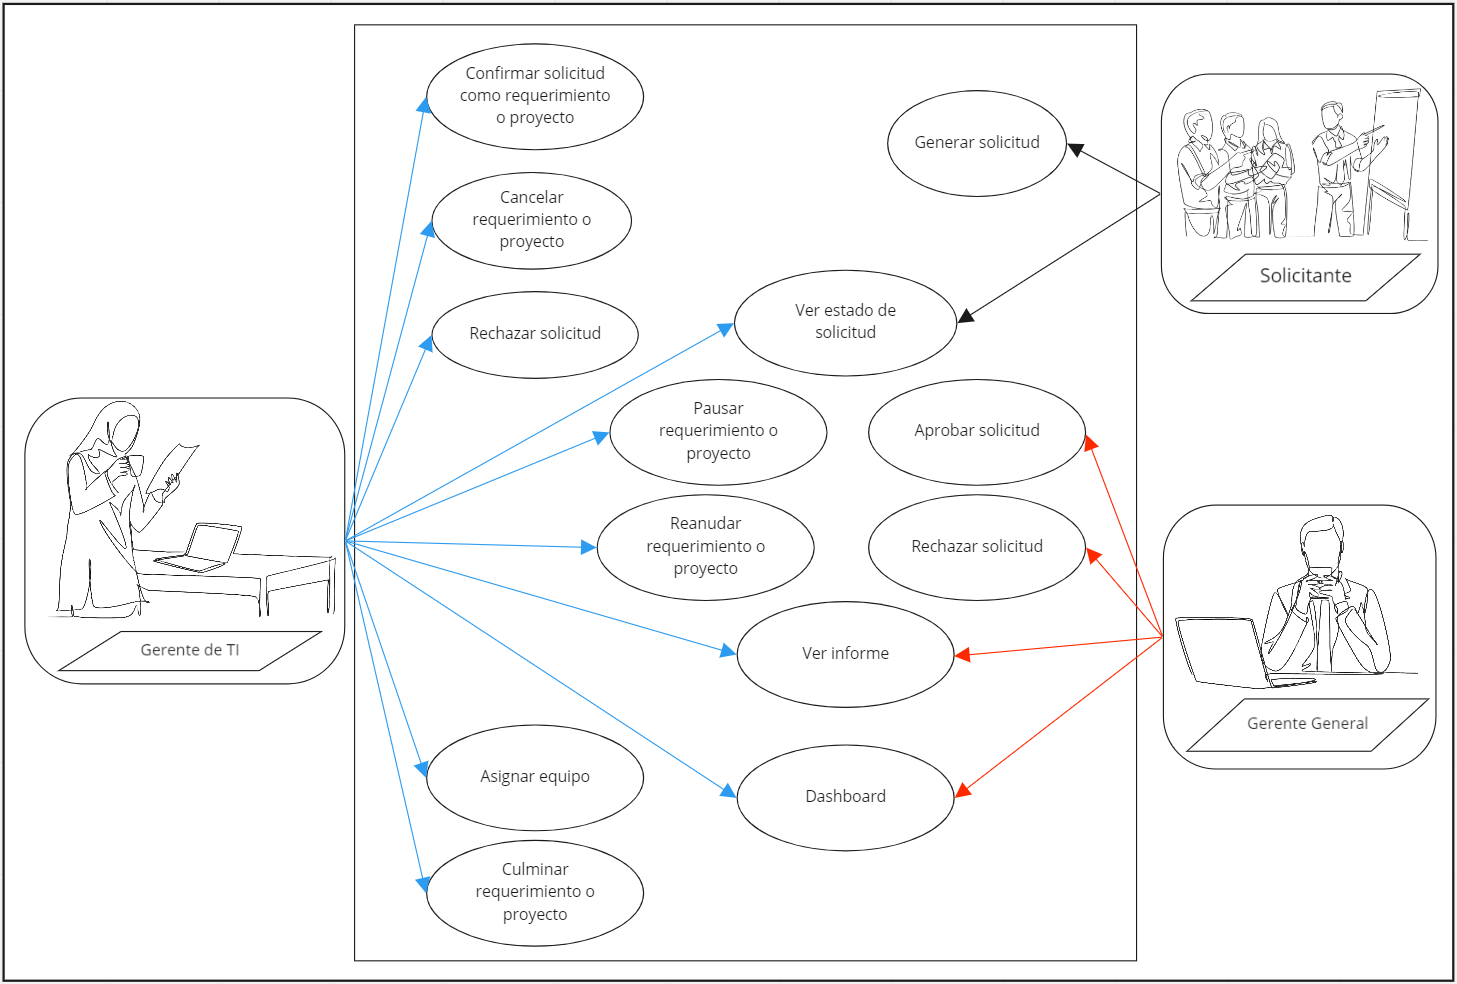 Confirmar solicitud
como requerimiento
o proyecto
Generar solicitud
Cancelar
requerimiento o
proyecto
Solicitante
Rechazar solicitud
Ver estado de
solicitud
Pausar
requerimiento o
proyecto
Aprobar solicitud
Reanudar
requerimiento o
proyecto
Rechazar solicitud
Gerente de TI
Ver informe
Gerente General
Asignar equipo
Dashboard
Culminar
requerimiento o
proyecto